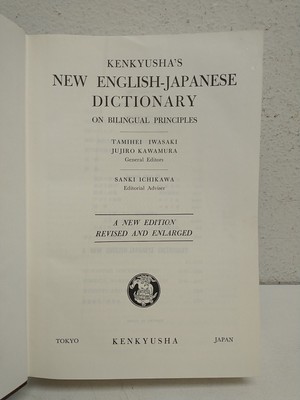 KENKYUSHA'S
NEW ENGLISH-JAPANESE
DICTIONARY
ON BILINGUAL PRINCIPLES
TAMIHEI IWASAKI
JUJIRO KAWAMURA
General Editors
SANKI ICHIKAWA
Editorial Adviser
A NEW EDITION
REVISED AND ENLARGED
TOKYO KENKYUSHA JAPAN